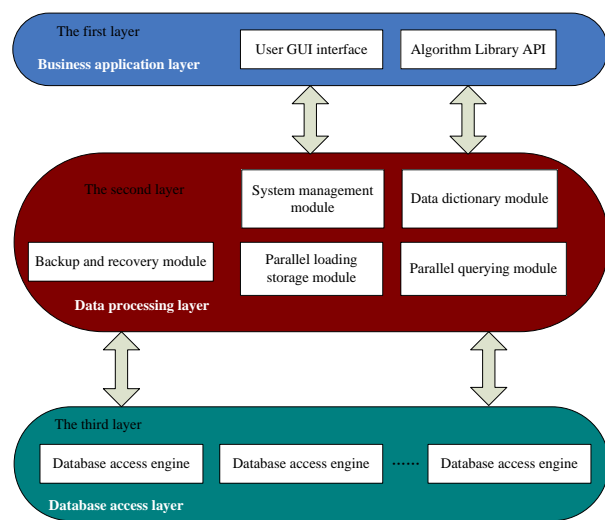 The first layer
User GUI interface
Algorithm Library API
Business application layer
The second layer
System management
module
Data dictionary module
Backup and recovery module
Parallel loading
storage module
Parallel querying module
Data processing layer
The third layer
Database access engine
Database access engine
......
Database access engine
Database access layer